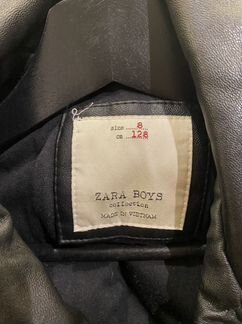 size 8
cm 128
ZARA BOYS
collection
MADE IN VIETNAM